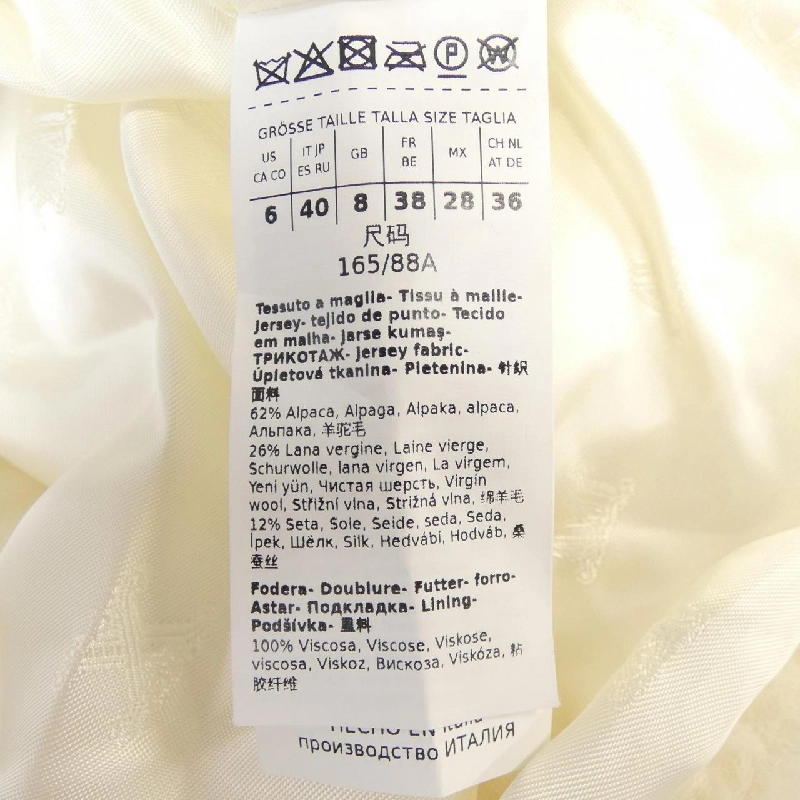 GRÖSSE TAILLE TALLA SIZE TAGLIA
US CA CO IT JP ES RU GB FR BE MX CH NL AT DE
6 40 8 38 28 36
尺码
165/88A
Tessuto a maglia- Tissu à maille-
Jersey- tejido de punto- Tecido
em malha- Jarse kumaş-
ТРИКОТАЖ- Jersey fabric-
Úpletová tkanina- Pletenina- 针织
面料
62% Alpaca, Alpaga, Alpaka, alpaca,
Альпака, 羊驼毛
26% Lana vergine, Laine vierge,
Schurwolle, lana virgen, La virgem,
Yeni yün, Чистая шерсть, Virgin
wool, Střižní vlna, Strižná vlna, 绵羊毛
12% Seta, Soie, Seide, seda, Seda,
İpek, Шёлк, Silk, Hedvábí, Hodváb, 桑
蚕丝
Fodera- Doublure- Futter- forro-
Astar- Подкладка- Lining-
Podšívka- 里料
100% Viscosa, Viscose, Viskose,
viscosa, Viskoz, Вискоза, Viskóza, 粘
胶纤维
HECHO EN Italia
производство ИТАЛИЯ